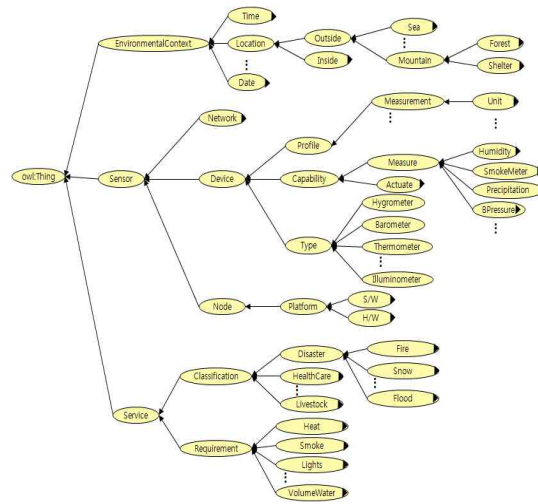 Time
Sea
EnvironmentalContext
Location
Outside
Forest
Inside
Mountain
Shelter
Date
Network
Measurement
Unit
Profile
Humidity
owl:Thing
Sensor
Device
Capability
Measure
SmokeMeter
Actuate
Precipitation
Hygrometer
BPressure
Barometer
Type
Thermometer
Illuminometer
Node
Platform
S/W
H/W
Disaster
Fire
Classification
HealthCare
Snow
Livestock
Flood
Service
Heat
Requirement
Smoke
Lights
VolumeWater